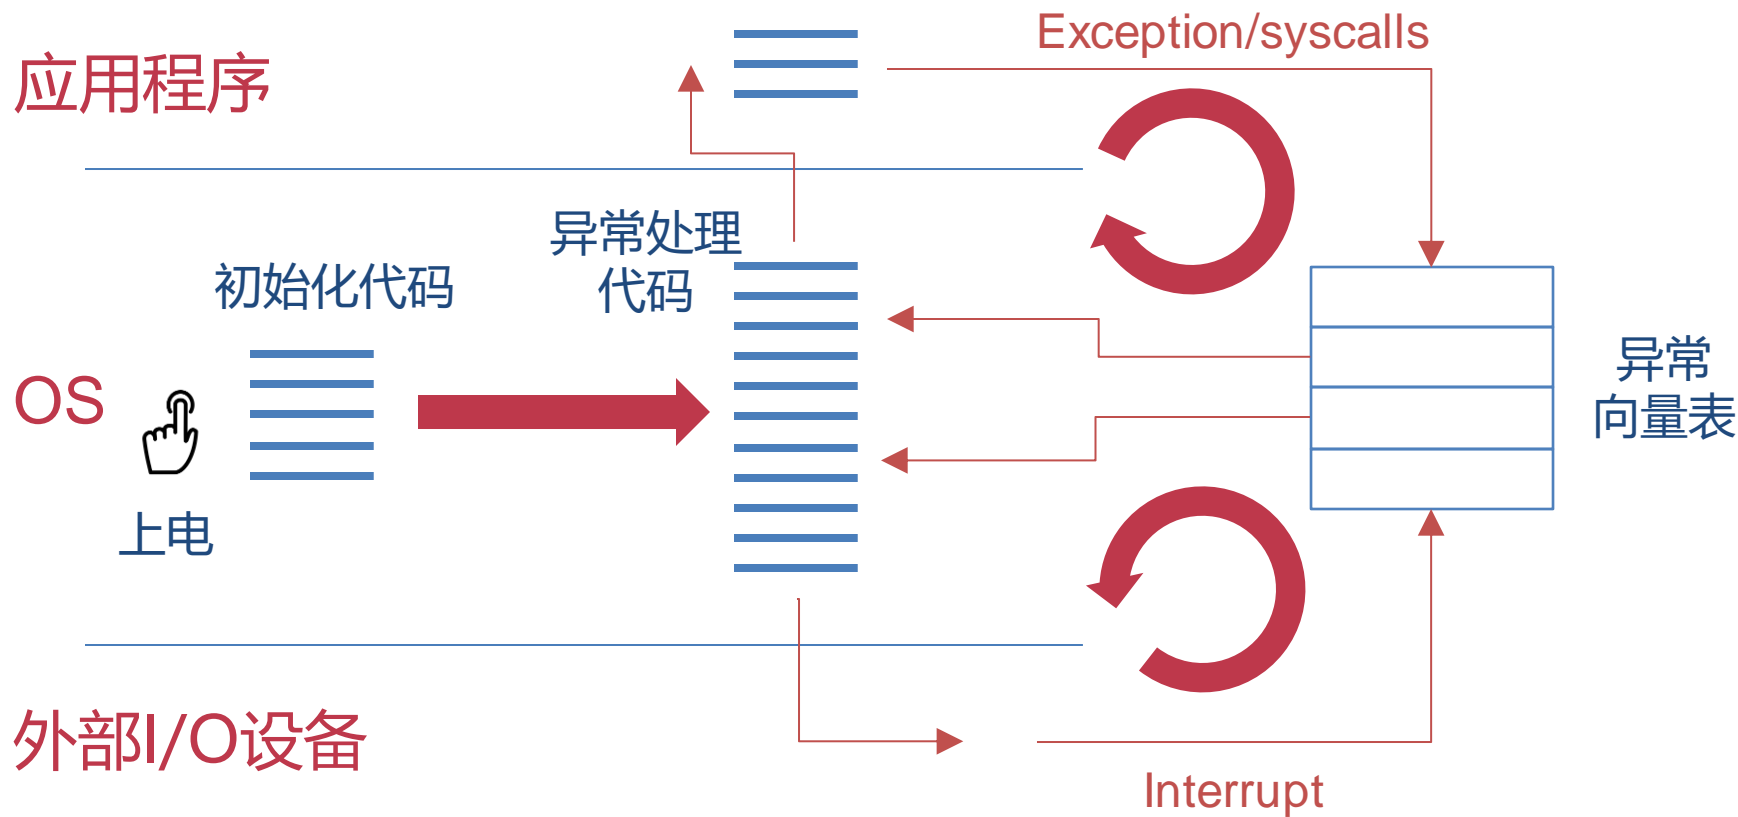 Exception/syscalls
应用程序
异常处理
代码
初始化代码
OS
异常
向量表
上电
外部I/O设备
Interrupt